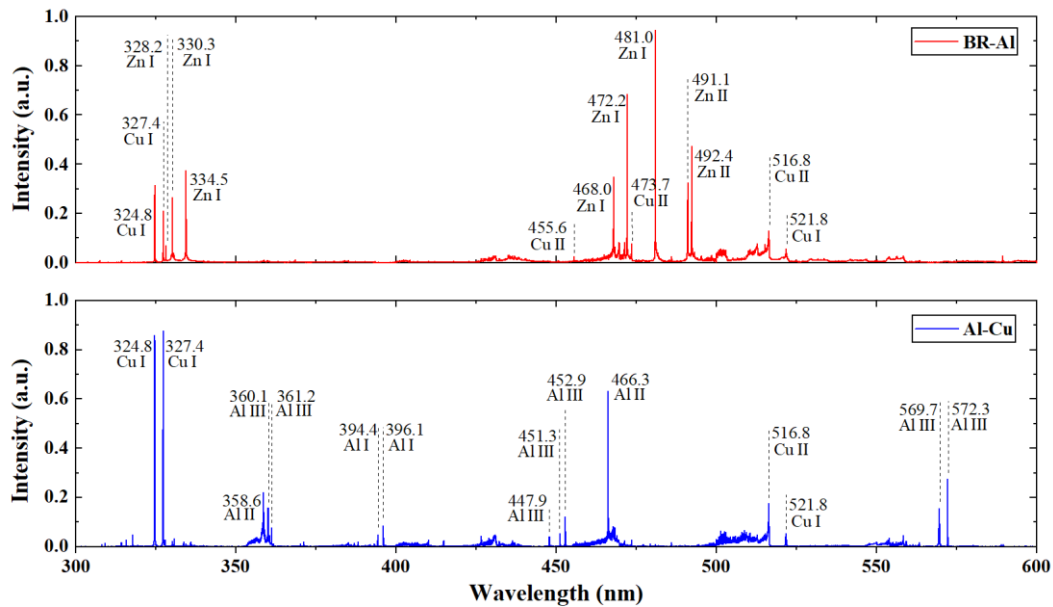 Intensity (a.u.)
1.0
0.8
0.6
0.4
0.2
0.0
328.2
Zn I
330.3
Zn I
327.4
Cu I
324.8
Cu I
334.5
Zn I
455.6
Cu II
468.0
Zn I
472.2
Zn I
473.7
Cu II
481.0
Zn I
491.1
Zn II
492.4
Zn II
516.8
Cu II
521.8
Cu I
BR-Al
300
350
400
450
500
550
600
Intensity (a.u.)
1.0
0.8
0.6
0.4
0.2
0.0
324.8
Cu I
327.4
Cu I
358.6
Al II
360.1
Al III
361.2
Al III
394.4
Al I
396.1
Al I
447.9
Al III
451.3
Al III
452.9
Al III
466.3
Al II
516.8
Cu II
521.8
Cu I
569.7
Al III
572.3
Al III
Al-Cu
300
350
400
450
500
550
600
Wavelength (nm)